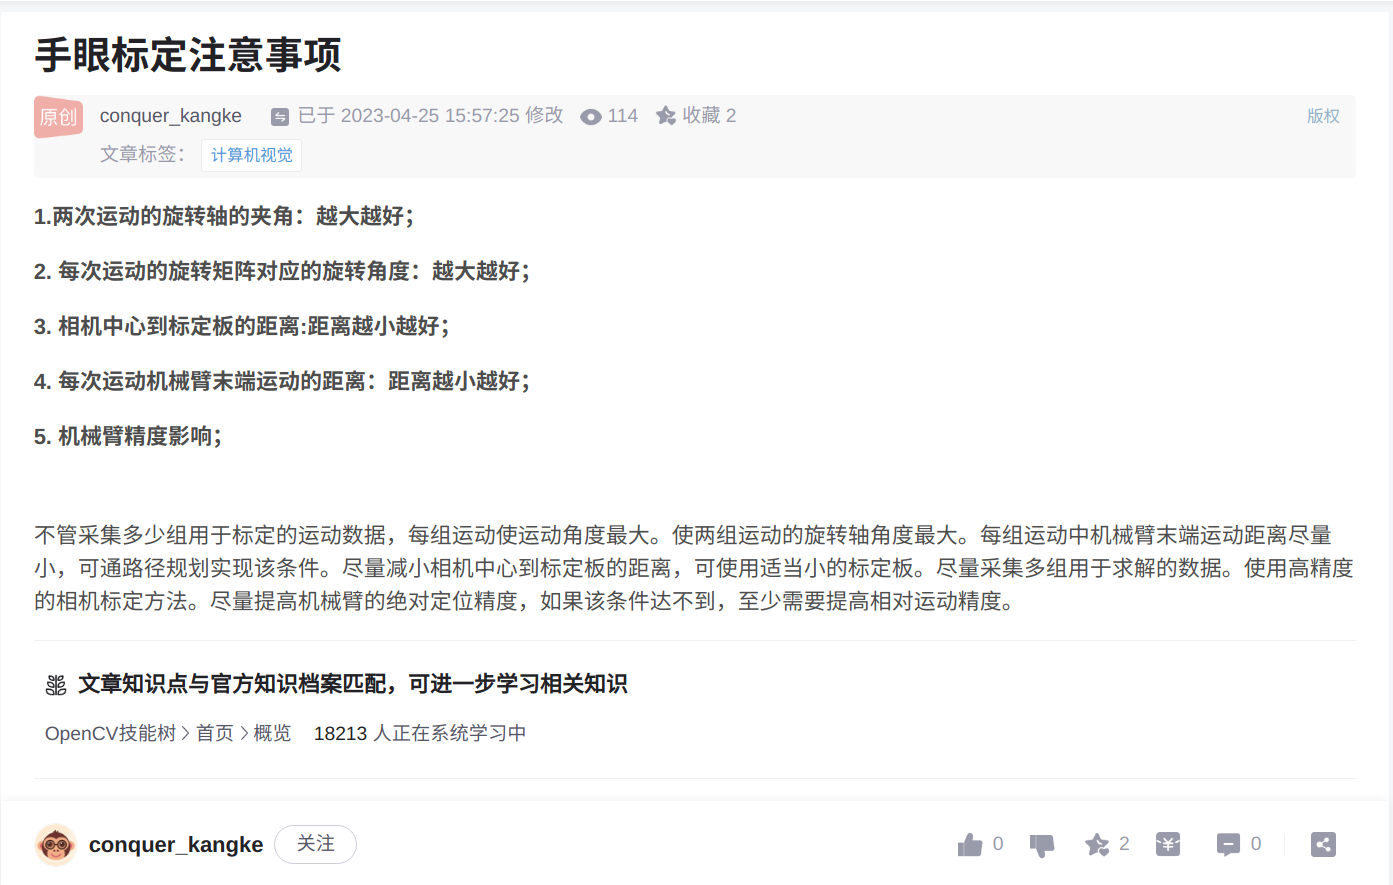 手眼标定注意事项
原创 conquer_kangke 已于 2023-04-25 15:57:25 修改 114 收藏 2 版权
文章标签： 计算机视觉
1.两次运动的旋转轴的夹角：越大越好；
2. 每次运动的旋转矩阵对应的旋转角度：越大越好；
3. 相机中心到标定板的距离:距离越小越好；
4. 每次运动机械臂末端运动的距离：距离越小越好；
5. 机械臂精度影响；
不管采集多少组用于标定的运动数据，每组运动使运动角度最大。使两组运动的旋转轴角度最大。每组运动中机械臂末端运动距离尽量
小，可通路径规划实现该条件。尽量减小相机中心到标定板的距离，可使用适当小的标定板。尽量采集多组用于求解的数据。使用高精度
的相机标定方法。尽量提高机械臂的绝对定位精度，如果该条件达不到，至少需要提高相对运动精度。
文章知识点与官方知识档案匹配，可进一步学习相关知识
OpenCV技能树 首页 概览 18213 人正在系统学习中
conquer_kangke 关注 0 2 ¥ 0